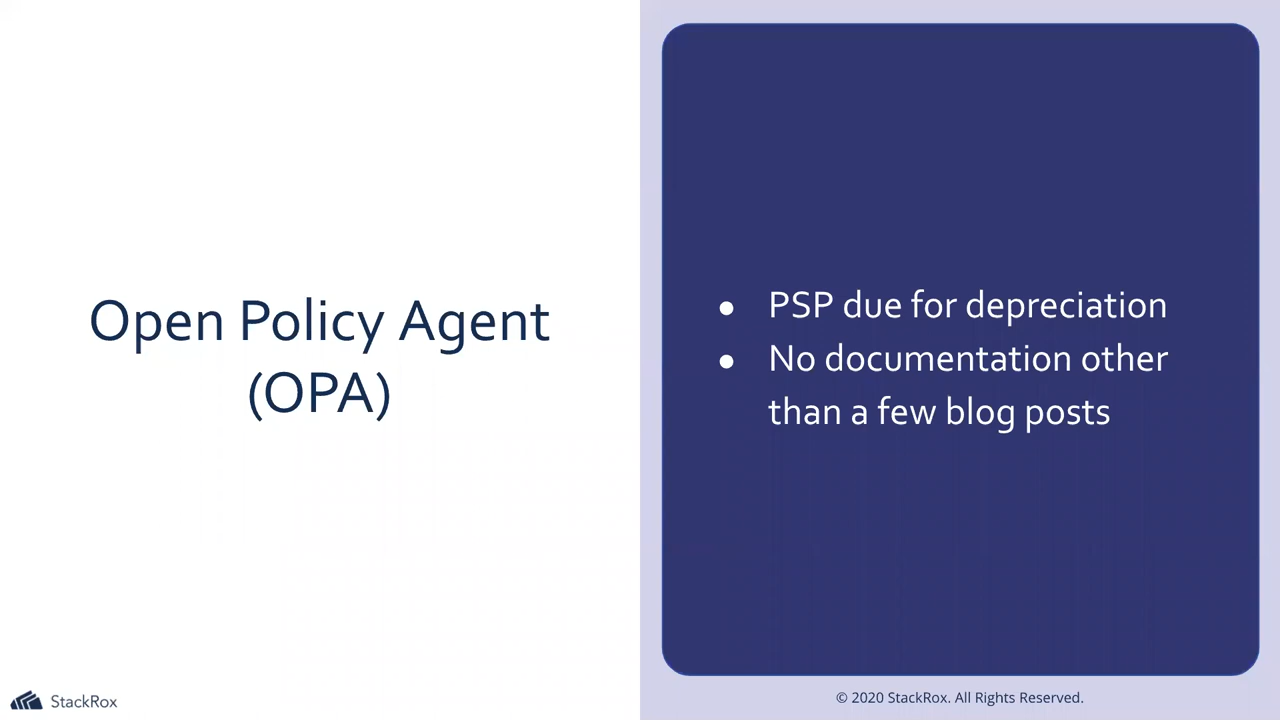 Open Policy Agent
(OPA)
● PSP due for depreciation
● No documentation other
than a few blog posts
StackRox
© 2020 StackRox. All Rights Reserved.